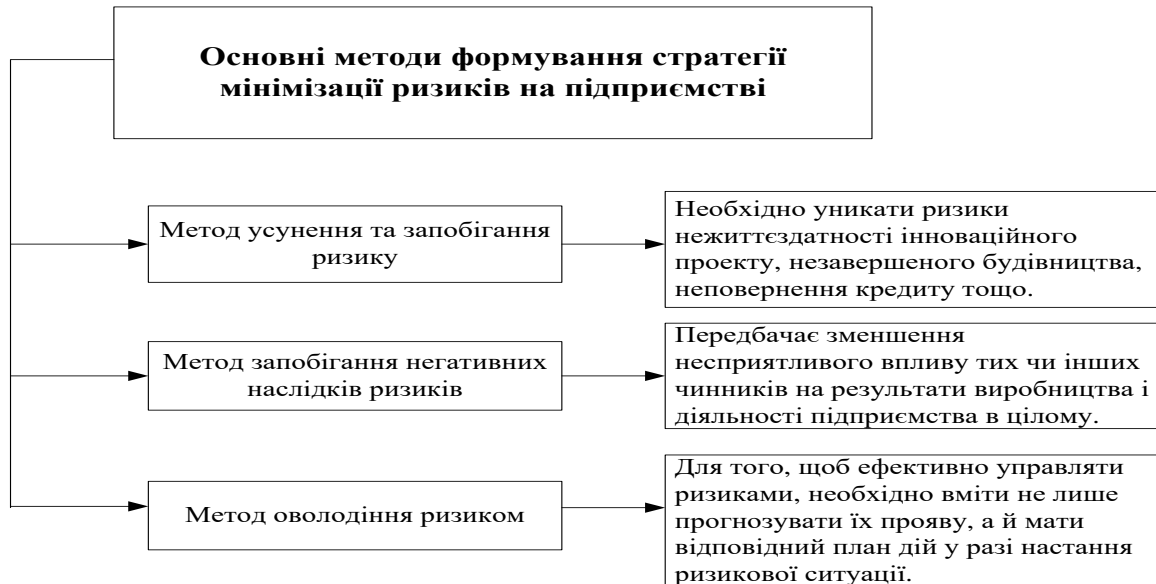 Основні методи формування стратегії
мінімізації ризиків на підприємстві
Метод усунення та запобігання
ризику
Необхідно уникати ризики
нежиттєздатності інноваційного
проекту, незавершеного будівництва,
неповернення кредиту тощо.
Метод запобігання негативних
наслідків ризиків
Передбачає зменшення
несприятливого впливу тих чи інших
чинників на результати виробництва і
діяльності підприємства в цілому.
Метод оволодіння ризиком
Для того, щоб ефективно управляти
ризиками, необхідно вміти не лише
прогнозувати їх прояву, а й мати
відповідний план дій у разі настання
ризикової ситуації.